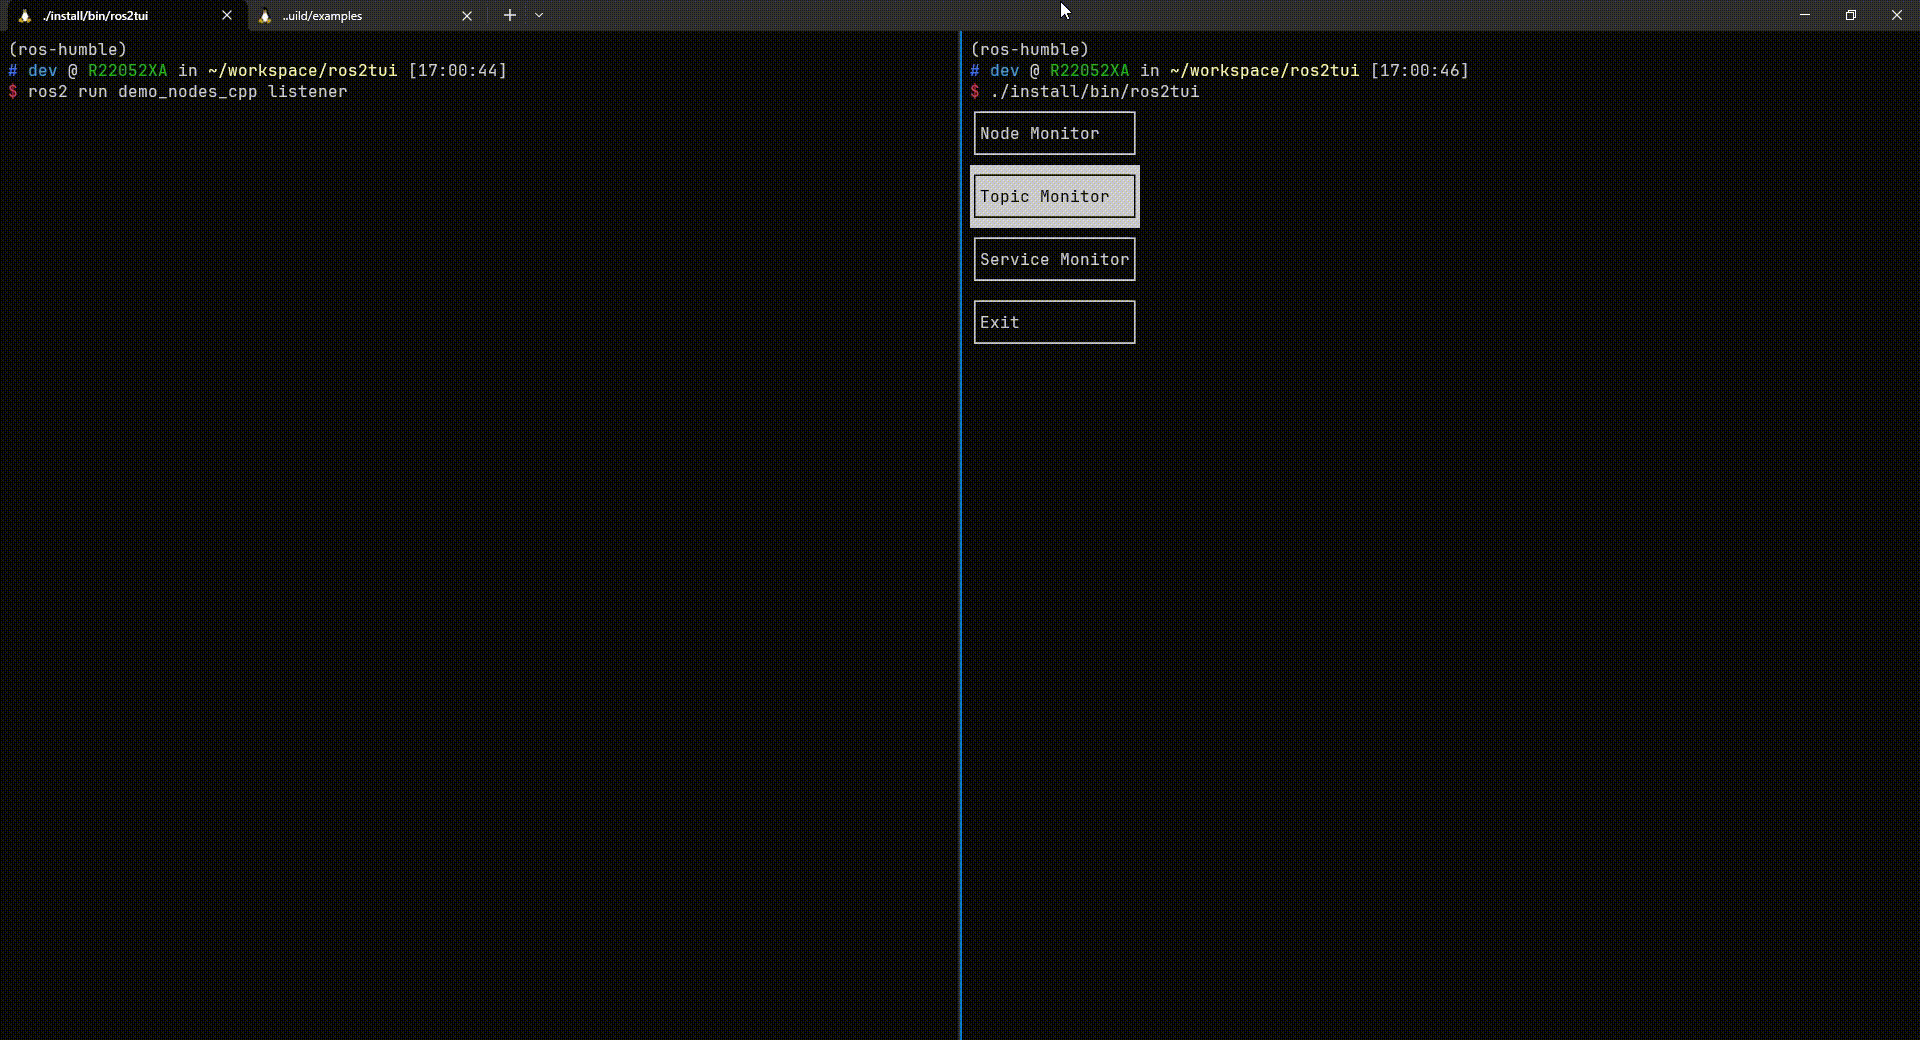 ./install/bin/ros2tui
..uild/examples
(ros-humble)
# dev @ R22052XA in ~/workspace/ros2tui [17:00:44]
$ ros2 run demo_nodes_cpp listener
(ros-humble)
# dev @ R22052XA in ~/workspace/ros2tui [17:00:46]
$ ./install/bin/ros2tui
Node Monitor
Topic Monitor
Service Monitor
Exit